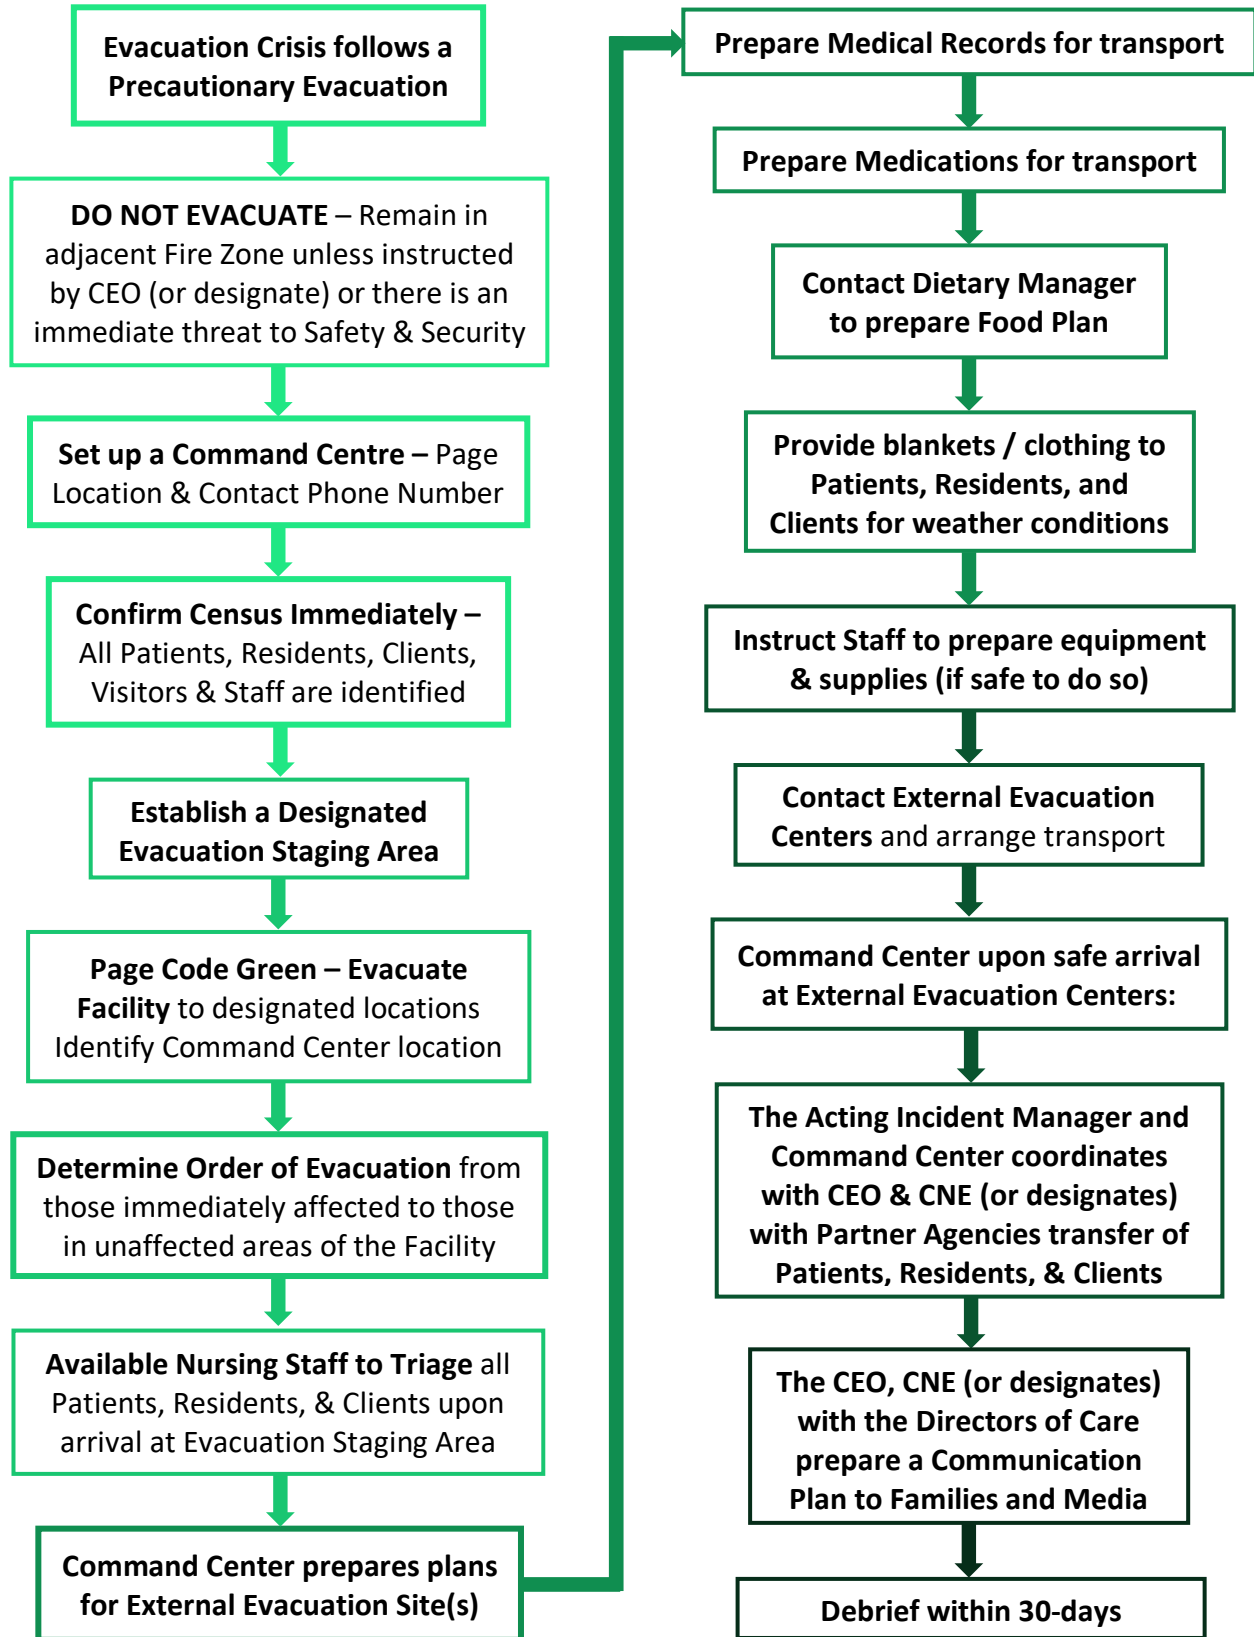 Evacuation Crisis follows a
Precautionary Evacuation
DO NOT EVACUATE – Remain in
adjacent Fire Zone unless instructed
by CEO (or designate) or there is an
immediate threat to Safety & Security
Set up a Command Centre – Page
Location & Contact Phone Number
Confirm Census Immediately –
All Patients, Residents, Clients,
Visitors & Staff are identified
Establish a Designated
Evacuation Staging Area
Page Code Green – Evacuate
Facility to designated locations
Identify Command Center location
Determine Order of Evacuation from
those immediately affected to those
in unaffected areas of the Facility
Available Nursing Staff to Triage all
Patients, Residents, & Clients upon
arrival at Evacuation Staging Area
Command Center prepares plans
for External Evacuation Site(s)
Prepare Medical Records for transport
Prepare Medications for transport
Contact Dietary Manager
to prepare Food Plan
Provide blankets / clothing to
Patients, Residents, and
Clients for weather conditions
Instruct Staff to prepare equipment
& supplies (if safe to do so)
Contact External Evacuation
Centers and arrange transport
Command Center upon safe arrival
at External Evacuation Centers:
The Acting Incident Manager and
Command Center coordinates
with CEO & CNE (or designates)
with Partner Agencies transfer of
Patients, Residents, & Clients
The CEO, CNE (or designates)
with the Directors of Care
prepare a Communication
Plan to Families and Media
Debrief within 30-days